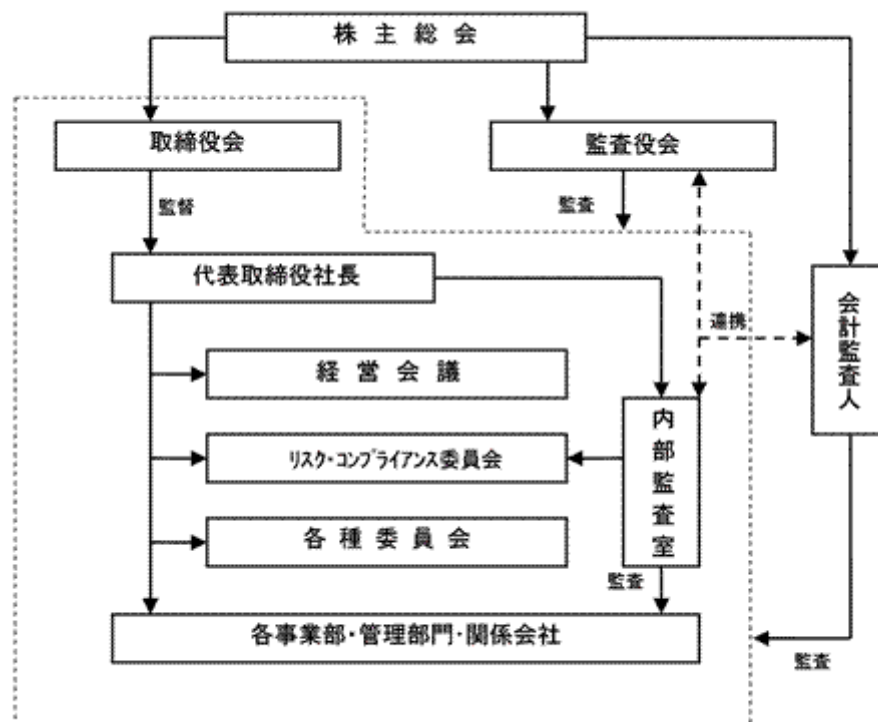 株主総会
取締役会
監査役会
監督
監査
代表取締役社長
連携
会計監査人
経営会議
内部監査室
リスク・コンプライアンス委員会
各種委員会
監査
各事業部・管理部門・関係会社
監査